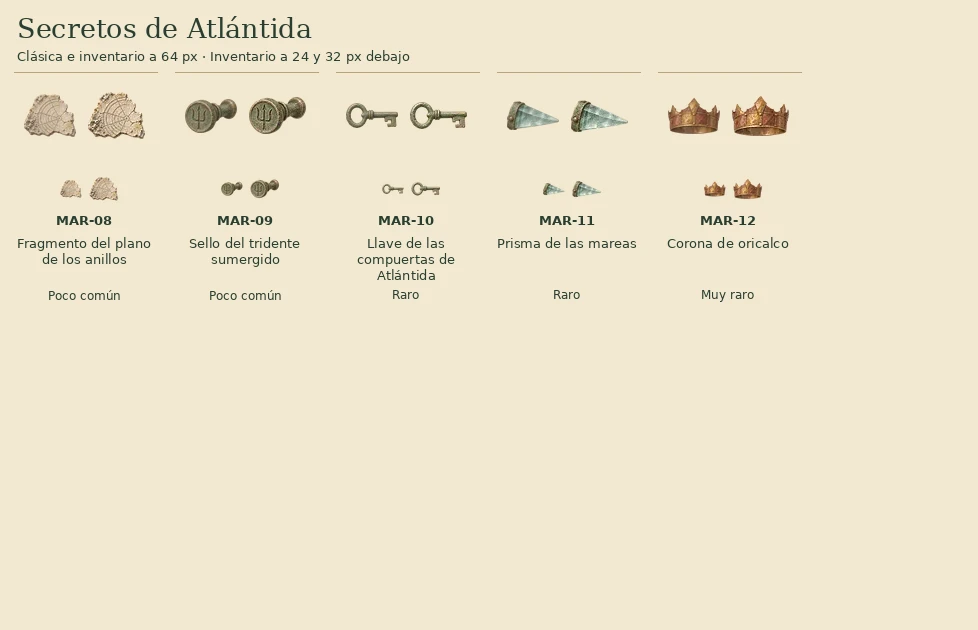 Secretos de Atlántida
Clásica e inventario a 64 px · Inventario a 24 y 32 px debajo
MAR-08
Fragmento del plano
de los anillos
Poco común
MAR-09
Sello del tridente
sumergido
Poco común
MAR-10
Llave de las
compuertas de
Atlántida
Raro
MAR-11
Prisma de las mareas
Raro
MAR-12
Corona de oricalco
Muy raro